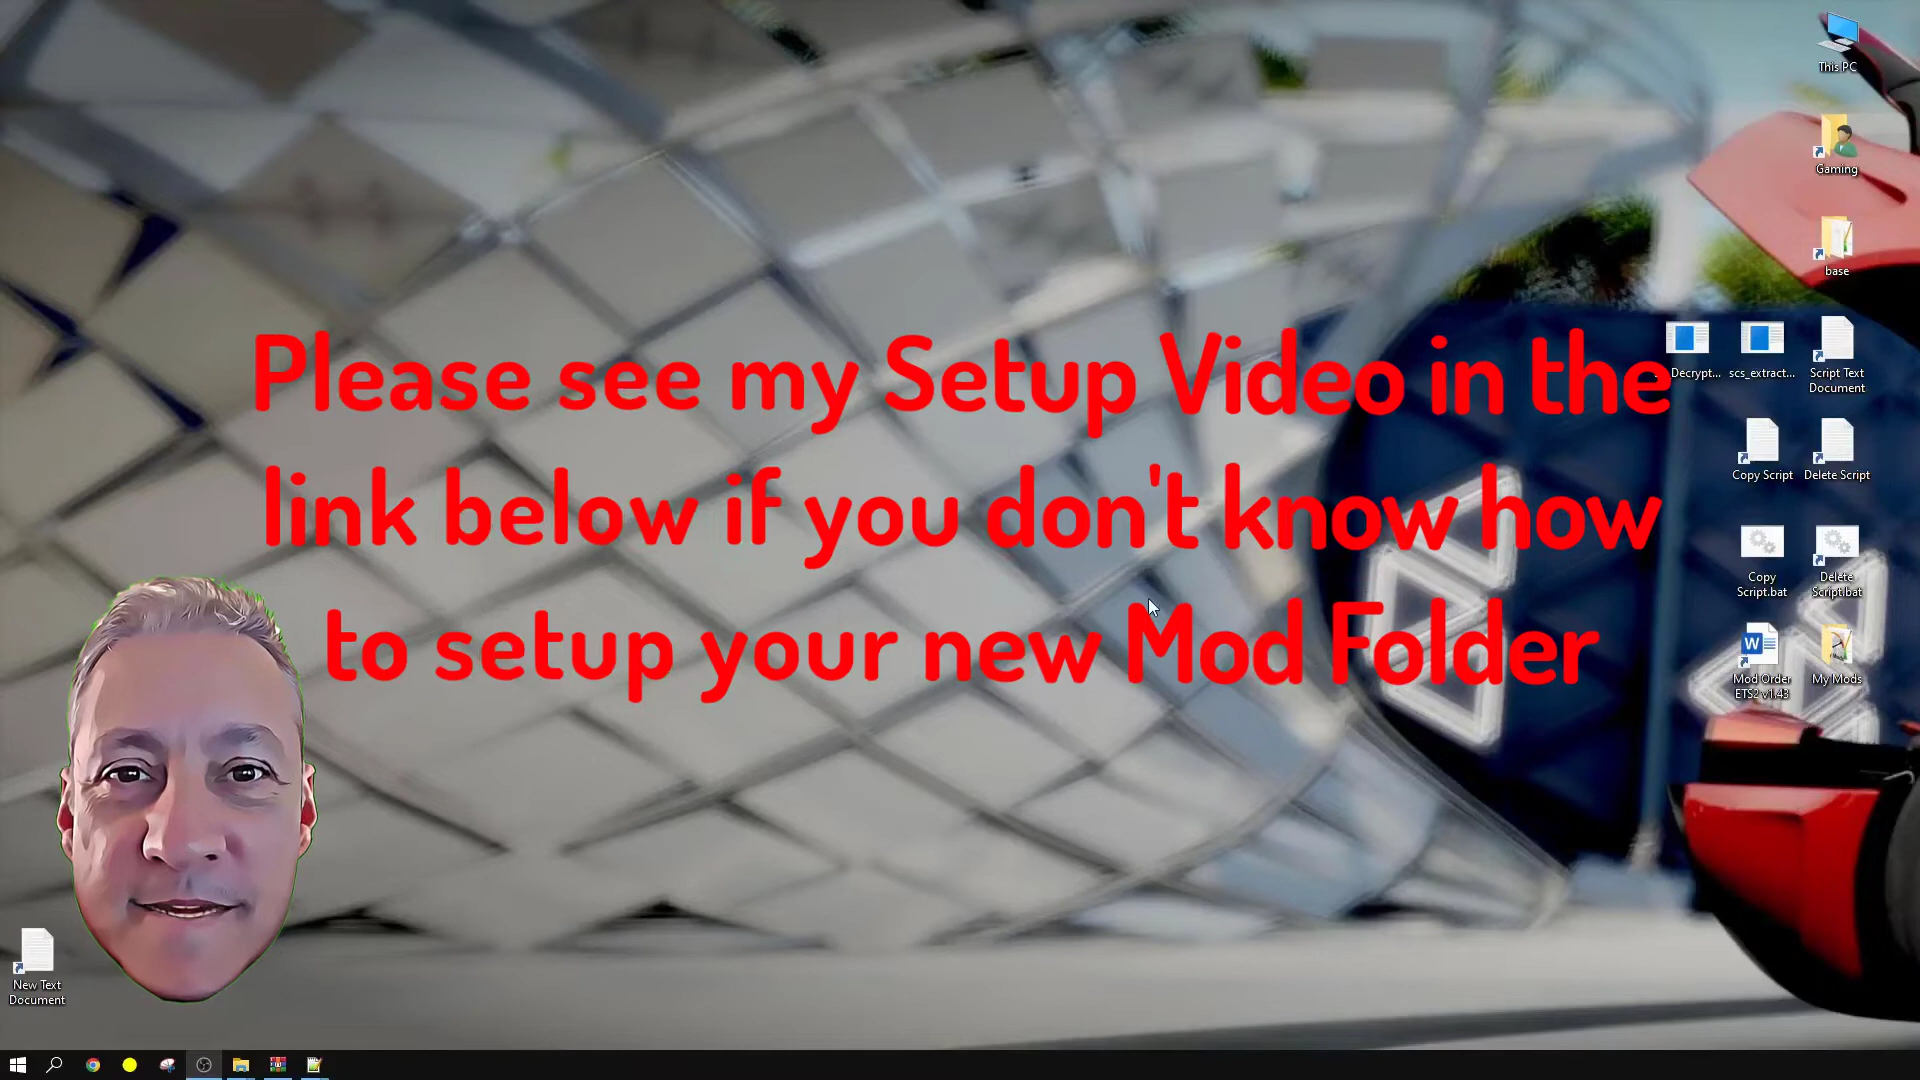 This PC
Gaming
base
Please see my Setup Video in the
link below if you don't know how
to setup your new Mod Folder
Decrypt...
scs_extract...
Script Text
Document
Copy Script
Delete Script
Copy
Script.bat
Delete
Script.bat
W
Mod Order
ETS2 v1.43
My Mods
New Text
Document